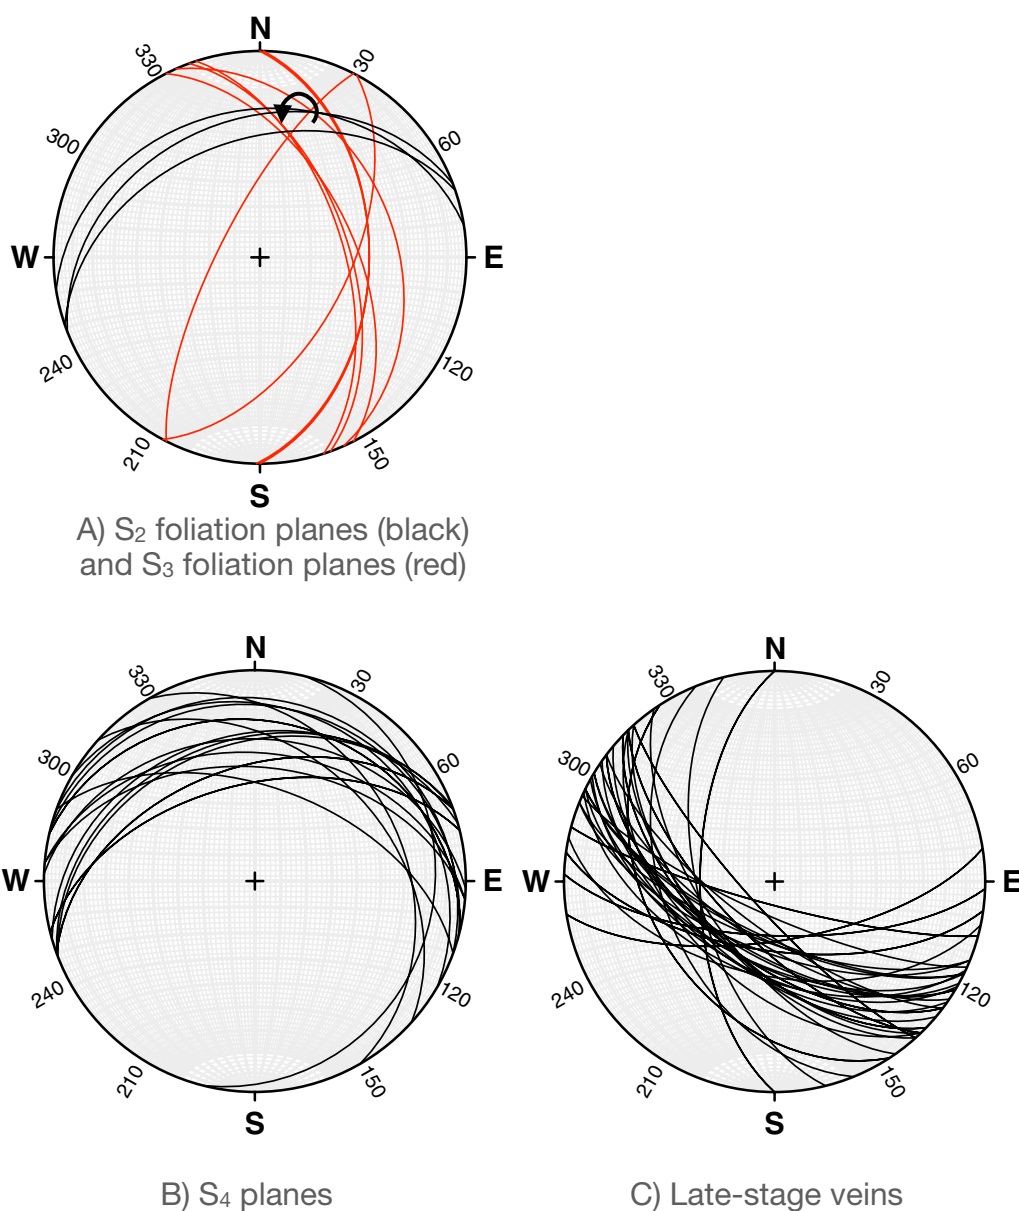 N
330
30
300
60
W
E
240
120
210
150
S
A) S2 foliation planes (black)
and S3 foliation planes (red)
N
330
30
300
60
W
E
240
120
210
150
S
B) S4 planes
N
330
30
300
60
W
E
240
120
210
150
S
C) Late-stage veins